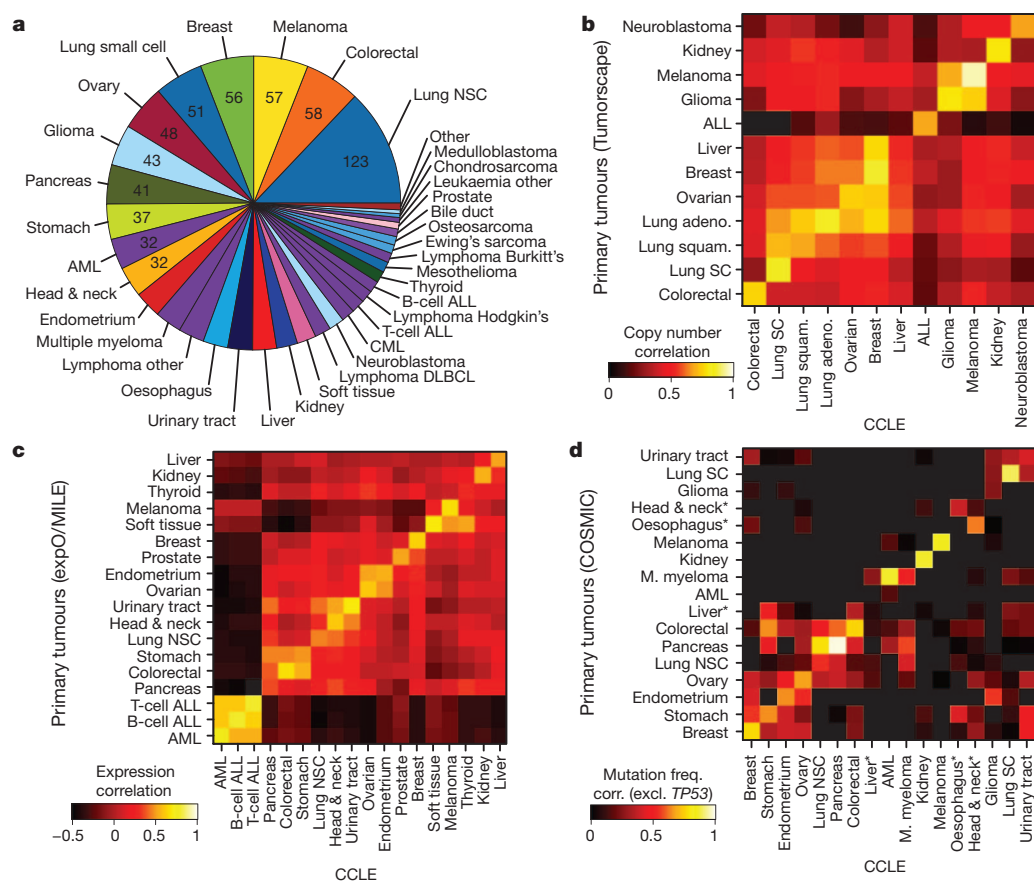 a
Breast
Melanoma
Lung small cell
Colorectal
Ovary
Lung NSC
Glioma
Pancreas
Stomach
AML
Head & neck
Endometrium
Multiple myeloma
Lymphoma other
Oesophagus
Urinary tract
Liver
Kidney
Soft tissue
Lymphoma DLBCL
Neuroblastoma
CML
T-cell ALL
Lymphoma Hodgkin's
B-cell ALL
Thyroid
Mesothelioma
Lymphoma Burkitt's
Ewing's sarcoma
Osteosarcoma
Bile duct
Prostate
Leukaemia other
Chondrosarcoma
Medulloblastoma
Other
56
57
58
51
48
43
41
37
32
32
123
b
Primary tumours (Tumorscape)
Neuroblastoma
Kidney
Melanoma
Glioma
ALL
Liver
Breast
Ovarian
Lung adeno.
Lung squam.
Lung SC
Colorectal
Copy number
correlation
0 0.5 1
Colorectal
Lung SC
Lung squam.
Lung adeno.
Ovarian
Breast
Liver
ALL
Glioma
Melanoma
Kidney
Neuroblastoma
CCLE
c
Primary tumours (expO/MILE)
Liver
Kidney
Thyroid
Melanoma
Soft tissue
Breast
Prostate
Endometrium
Ovarian
Urinary tract
Head & neck
Lung NSC
Stomach
Colorectal
Pancreas
T-cell ALL
B-cell ALL
AML
Expression
correlation
−0.5 0 0.5 1
AML
B-cell ALL
T-cell ALL
Pancreas
Colorectal
Stomach
Lung NSC
Head & neck
Urinary tract
Ovarian
Endometrium
Prostate
Breast
Soft tissue
Melanoma
Thyroid
Kidney
Liver
CCLE
d
Primary tumours (COSMIC)
Urinary tract
Lung SC
Glioma
Head & neck*
Oesophagus*
Melanoma
Kidney
M. myeloma
AML
Liver*
Colorectal
Pancreas
Lung NSC
Ovary
Endometrium
Stomach
Breast
Mutation freq.
corr. (excl. TP53)
0 0.5 1
Breast
Stomach
Endometrium
Ovary
Lung NSC
Pancreas
Colorectal
Liver*
AML
M. myeloma
Kidney
Melanoma
Oesophagus*
Head & neck*
Glioma
Lung SC
Urinary tract
CCLE